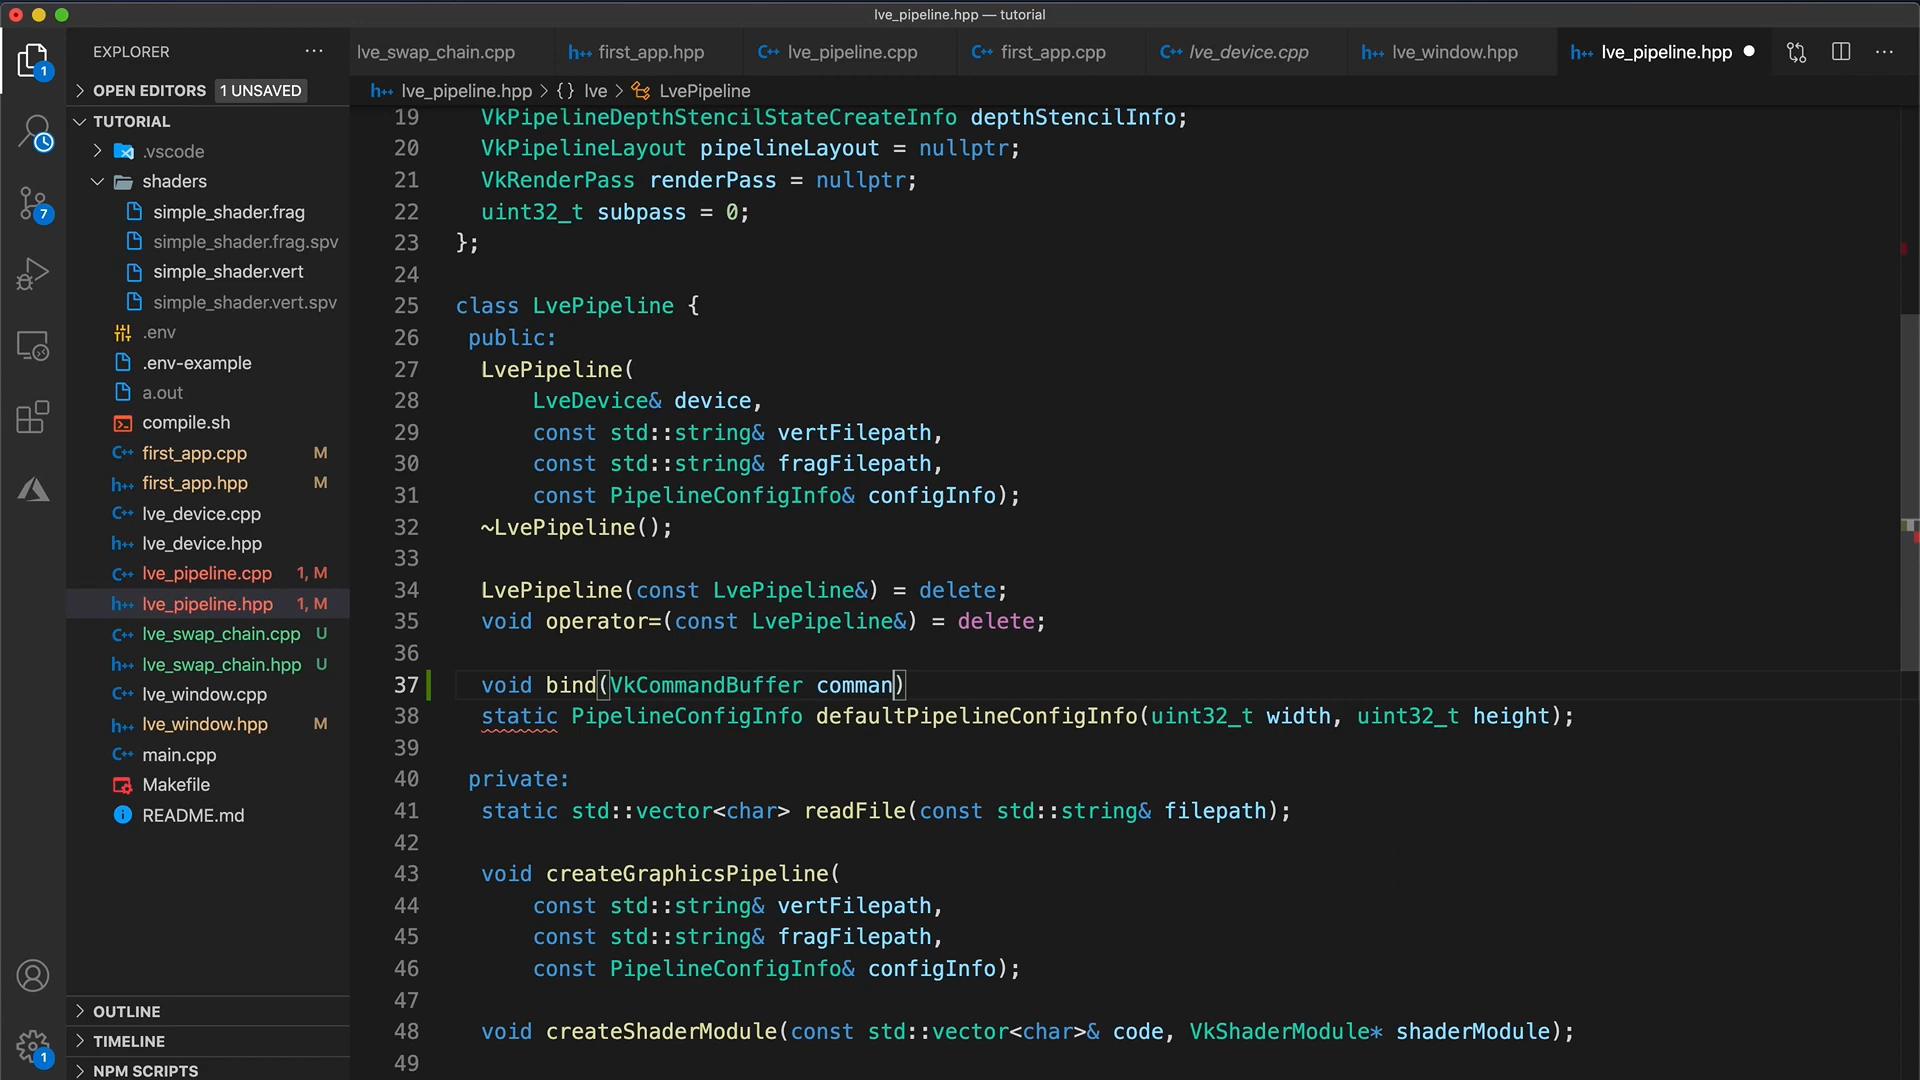 lve_pipeline.hpp — tutorial
EXPLORER
lve_swap_chain.cpp
first_app.hpp
lve_pipeline.cpp
first_app.cpp
lve_device.cpp
lve_window.hpp
lve_pipeline.hpp
OPEN EDITORS 1 UNSAVED
TUTORIAL
.vscode
shaders
simple_shader.frag
simple_shader.frag.spv
simple_shader.vert
simple_shader.vert.spv
.env
.env-example
a.out
compile.sh
first_app.cpp M
first_app.hpp M
lve_device.cpp
lve_device.hpp
lve_pipeline.cpp 1, M
lve_pipeline.hpp 1, M
lve_swap_chain.cpp U
lve_swap_chain.hpp U
lve_window.cpp
lve_window.hpp M
main.cpp
Makefile
README.md
OUTLINE
TIMELINE
NPM SCRIPTS
1
7
1
lve_pipeline.hpp > {} lve > LvePipeline
19 VkPipelineDepthStencilStateCreateInfo depthStencilInfo;
20 VkPipelineLayout pipelineLayout = nullptr;
21 VkRenderPass renderPass = nullptr;
22 uint32_t subpass = 0;
23 };
24
25 class LvePipeline {
26 public:
27 LvePipeline(
28 LveDevice& device,
29 const std::string& vertFilepath,
30 const std::string& fragFilepath,
31 const PipelineConfigInfo& configInfo);
32 ~LvePipeline();
33
34 LvePipeline(const LvePipeline&) = delete;
35 void operator=(const LvePipeline&) = delete;
36
37 void bind(VkCommandBuffer comman)
38 static PipelineConfigInfo defaultPipelineConfigInfo(uint32_t width, uint32_t height);
39
40 private:
41 static std::vector<char> readFile(const std::string& filepath);
42
43 void createGraphicsPipeline(
44 const std::string& vertFilepath,
45 const std::string& fragFilepath,
46 const PipelineConfigInfo& configInfo);
47
48 void createShaderModule(const std::vector<char>& code, VkShaderModule* shaderModule);
49